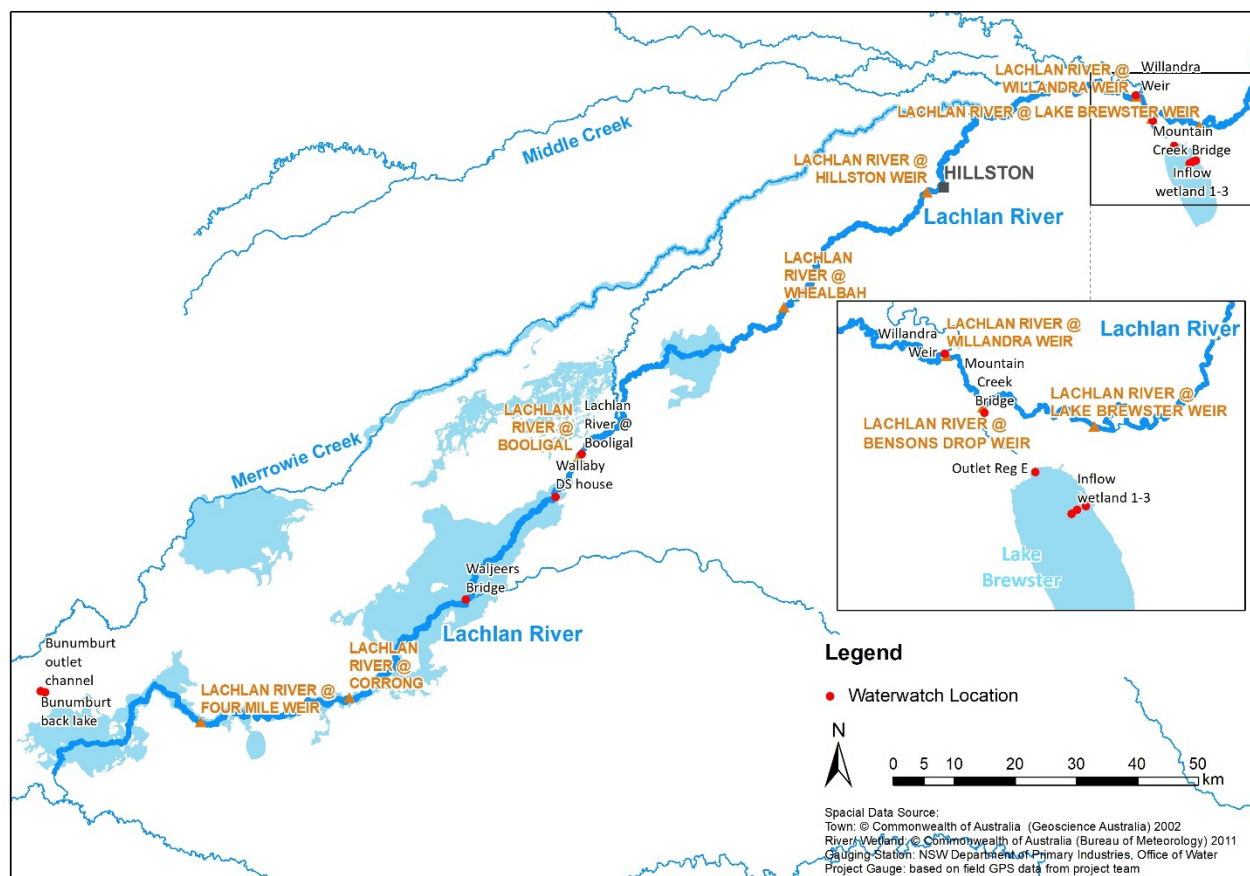 LACHLAN RIVER @
WILLANDRA WEIR
Willandra
Weir
LACHLAN RIVER @ LAKE BREWSTER WEIR
Mountain
Creek Bridge
Inflow
wetland 1-3
Middle Creek
LACHLAN RIVER @
HILLSTON WEIR
HILLSTON
Lachlan River
LACHLAN
RIVER @
WHEALBAH
LACHLAN
RIVER @
BOOLIGAL
Lachlan
River @
Booligal
Wallaby
DS house
Merrowie Creek
Waljeers
Bridge
Lachlan River
LACHLAN
RIVER @
CORRONG
LACHLAN RIVER @
FOUR MILE WEIR
Bunumburt
outlet
channel
Bunumburt
back lake
Willandra
Weir
LACHLAN RIVER @
WILLANDRA WEIR
Lachlan River
Mountain
Creek
Bridge
LACHLAN RIVER @
LAKE BREWSTER WEIR
LACHLAN RIVER @
BENSONS DROP WEIR
Outlet Reg E
Inflow
wetland 1-3
Lake
Brewster
Legend
Waterwatch Location
N
0 5 10 20 30 40 50
km
Spacial Data Source:
Town: © Commonwealth of Australia (Geoscience Australia) 2002
River/ Wetland: © Commonwealth of Australia (Bureau of Meteorology) 2011
Gauging-Station: NSW Department of Primary Industries, Office of Water
Project Gauge: based on field GPS data from project team